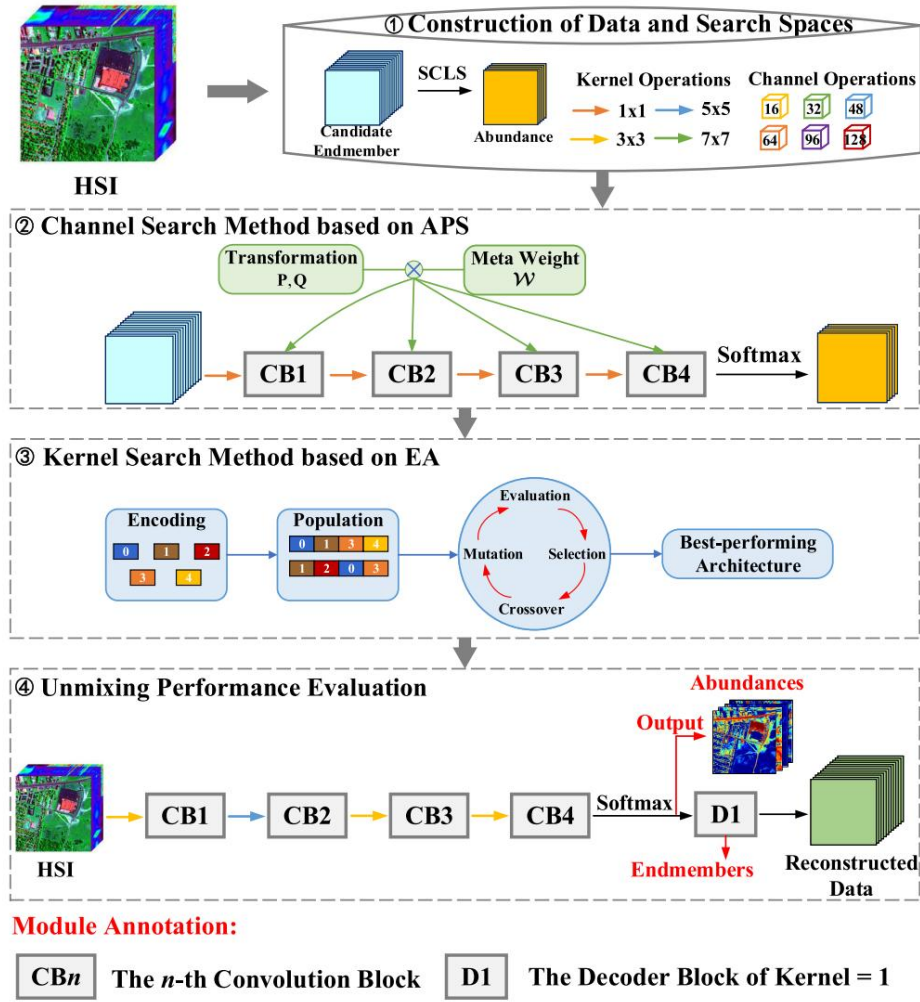 ① Construction of Data and Search Spaces
SCLS
Candidate
Endmember
Abundance
Kernel Operations
1x1
5x5
3x3
7x7
Channel Operations
16
32
48
64
96
128
HSI
② Channel Search Method based on APS
Transformation
P, Q
Meta Weight
𝒲
CB1
CB2
CB3
CB4
Softmax
③ Kernel Search Method based on EA
Encoding
0 1 2
3 4
Population
0 1 3 4
1 2 0 3
Evaluation
Mutation
Selection
Crossover
Best-performing
Architecture
④ Unmixing Performance Evaluation
Abundances
Output
HSI
CB1
CB2
CB3
CB4
Softmax
D1
Endmembers
Reconstructed
Data
Module Annotation:
CBn
The n-th Convolution Block
D1
The Decoder Block of Kernel = 1